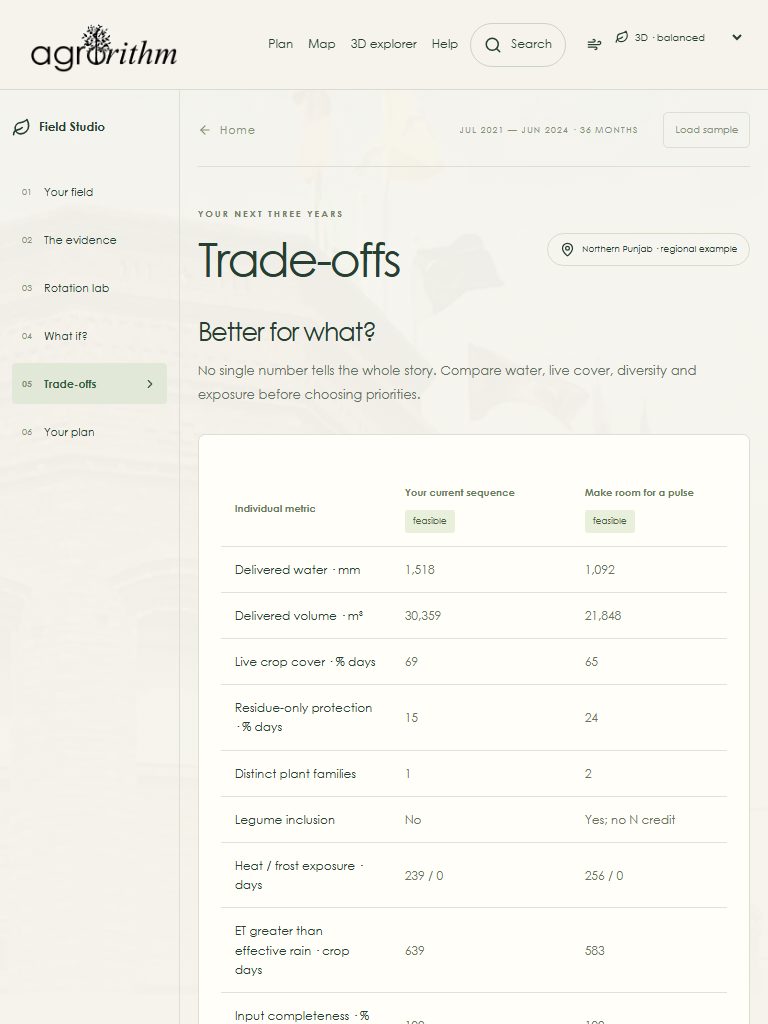 agrorithm
Plan Map 3D explorer Help Search 3D · balanced
Field Studio
01 Your field
02 The evidence
03 Rotation lab
04 What if?
05 Trade-offs
06 Your plan
← Home
JUL 2021 — JUN 2024 · 36 MONTHS
Load sample
YOUR NEXT THREE YEARS
Trade-offs
Northern Punjab · regional example
Better for what?
No single number tells the whole story. Compare water, live cover, diversity and
exposure before choosing priorities.
Individual metric
Your current sequence
feasible
Make room for a pulse
feasible
Delivered water · mm 1,518 1,092
Delivered volume · m³ 30,359 21,848
Live crop cover · % days 69 65
Residue-only protection
· % days 15 24
Distinct plant families 1 2
Legume inclusion No Yes; no N credit
Heat / frost exposure ·
days 239 / 0 256 / 0
ET greater than
effective rain · crop
days 639 583
Input completeness · %